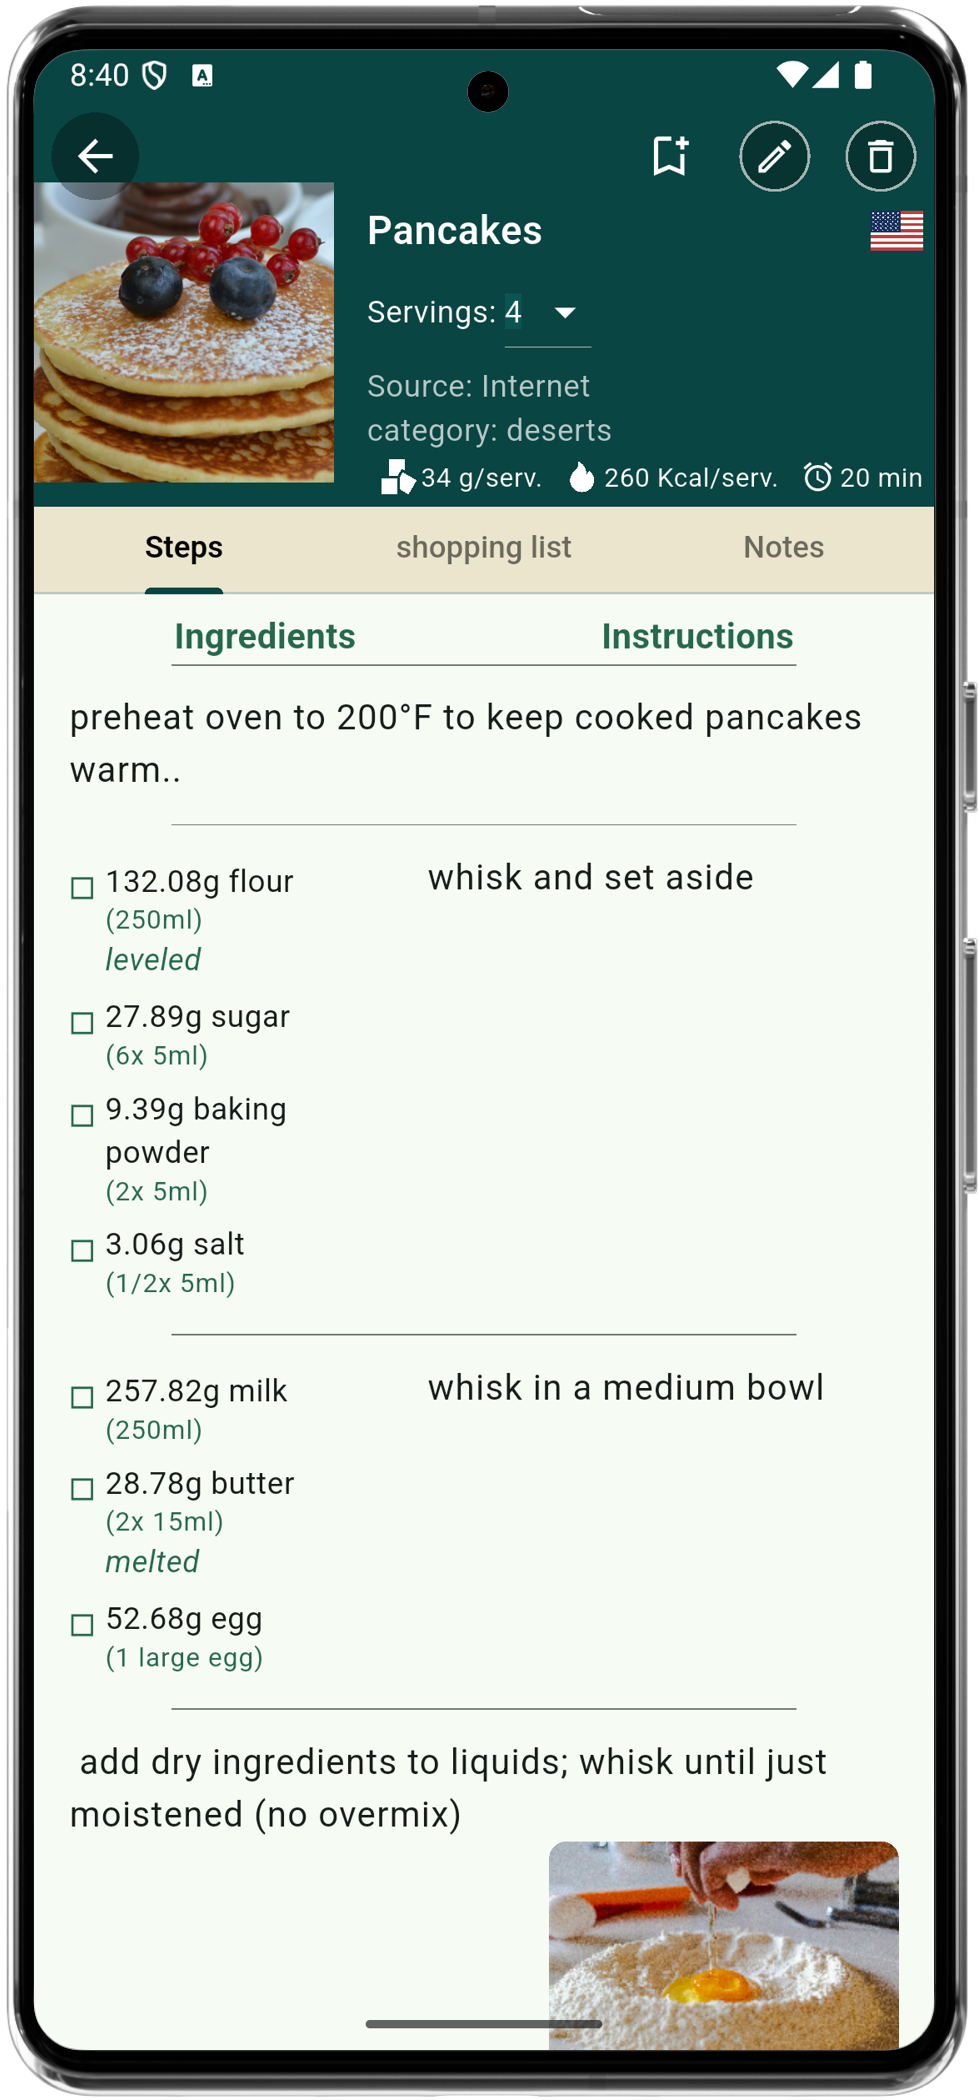 8:40 A
Pancakes
Servings: 4
Source: Internet
category: deserts
34 g/serv. 260 Kcal/serv. 20 min
Steps shopping list Notes
Ingredients Instructions
preheat oven to 200°F to keep cooked pancakes
warm..
132.08g flour whisk and set aside
(250ml)
leveled
27.89g sugar
(6x 5ml)
9.39g baking
powder
(2x 5ml)
3.06g salt
(1/2x 5ml)
257.82g milk whisk in a medium bowl
(250ml)
28.78g butter
(2x 15ml)
melted
52.68g egg
(1 large egg)
add dry ingredients to liquids; whisk until just
moistened (no overmix)